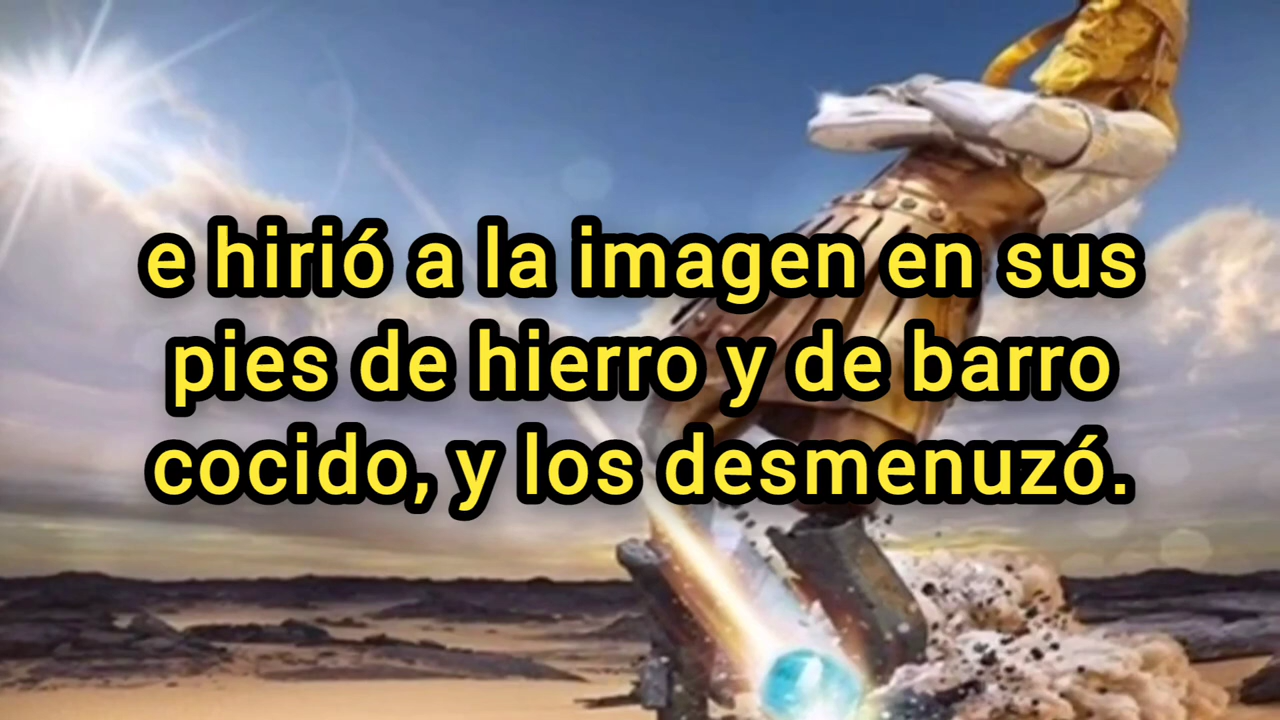 e hirió a la imagen en sus
pies de hierro y de barro
cocido, y los desmenuzó.